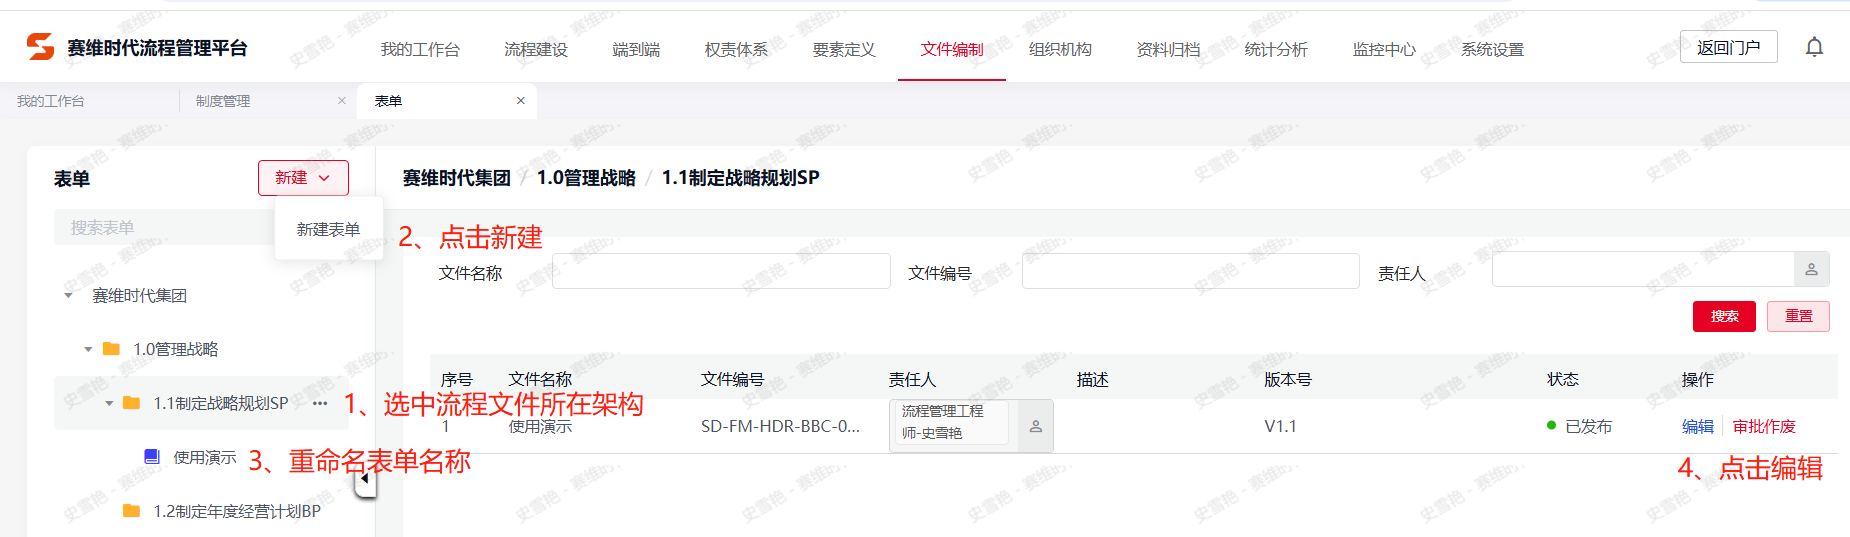 赛维时代流程管理平台
我的工作台 流程建设 端到端 权责体系 要素定义 文件编制 组织机构 资料归档 统计分析 监控中心 系统设置 返回门户
我的工作台 制度管理 × 表单 ×
表单 新建
赛维时代集团 / 1.0管理战略 / 1.1制定战略规划SP
搜索表单
新建表单
2、点击新建
文件名称 文件编号 责任人
搜索 重置
赛维时代集团
1.0管理战略
1.1制定战略规划SP ···
1、选中流程文件所在架构
使用演示
3、重命名表单名称
1.2制定年度经营计划BP
序号 文件名称 文件编号 责任人 描述 版本号 状态 操作
1 使用演示 SD-FM-HDR-BBC-0... 流程管理工程
师-史雪艳 V1.1 已发布 编辑 审批作废
4、点击编辑
史雪艳 - 赛维时